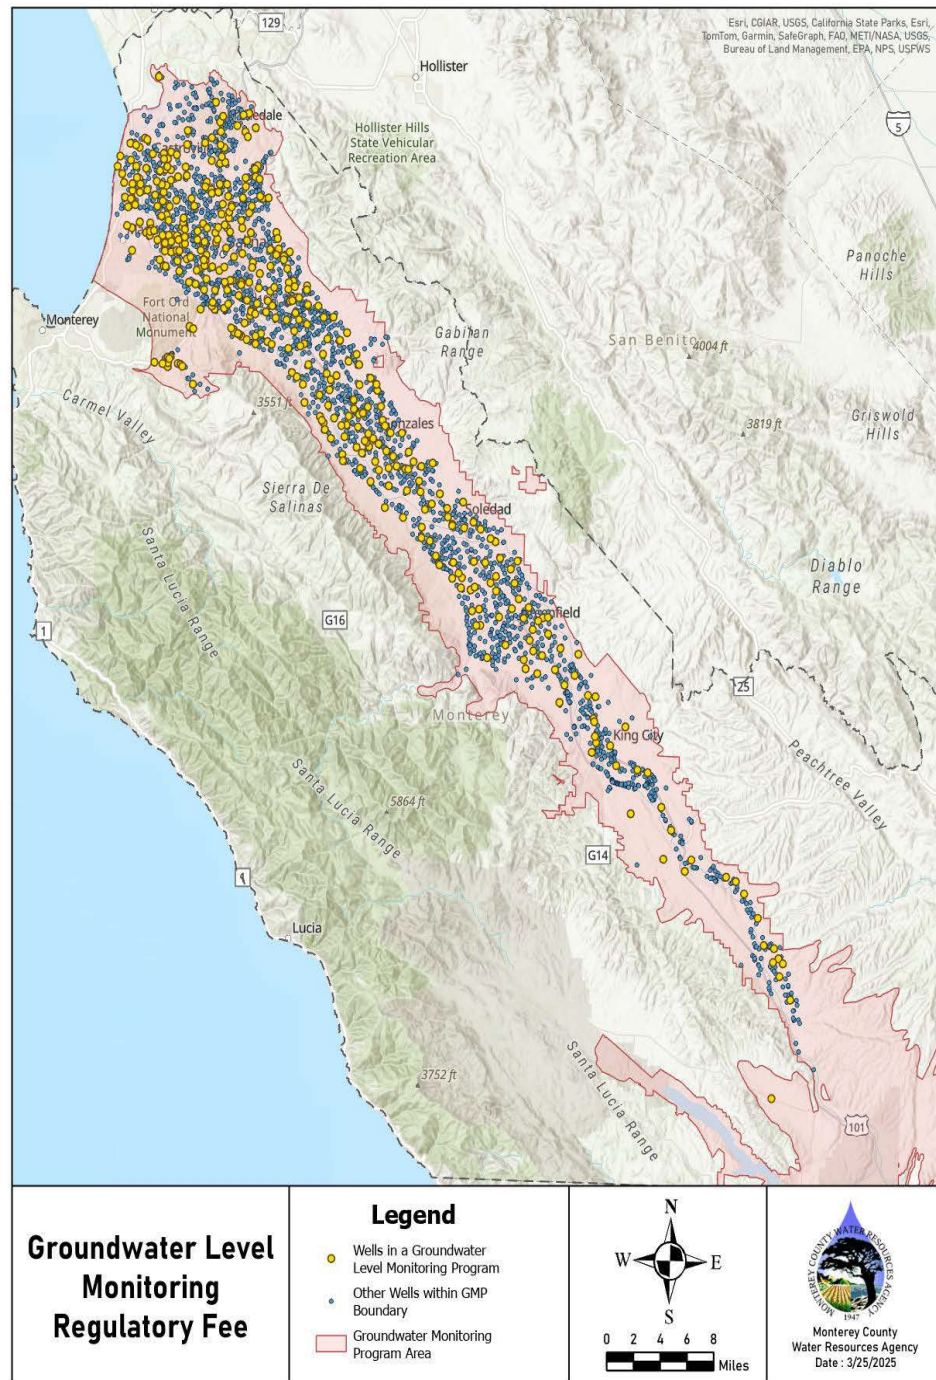 Esri, CGIAR, USGS, California State Parks, Esri,
TomTom, Garmin, SafeGraph, FAO, METI/NASA, USGS,
Bureau of Land Management, EPA, NPS, USFWS
129
Hollister
5
Hollister Hills
State Vehicular
Recreation Area
Panoche
Hills
Fort Ord
National
Monument
Monterey
Gabilan
Range
San Benito
4004 ft
3551 ft
Carmel Valley
3819 ft
Griswold
Hills
Sierra De
Salinas
Soledad
Santa Lucia Range
Diablo
Range
G16
1
25
Monterey
King City
Peachtree Valley
Santa Lucia Range
5864 ft
G14
1
Lucia
Santa Lucia Range
3752 ft
101
Groundwater Level
Monitoring
Regulatory Fee
Legend
Wells in a Groundwater
Level Monitoring Program
Other Wells within GMP
Boundary
Groundwater Monitoring
Program Area
N
W E
S
0 2 4 6 8
Miles
MONTEREY COUNTY WATER RESOURCES AGENCY
1947
Monterey County
Water Resources Agency
Date : 3/25/2025